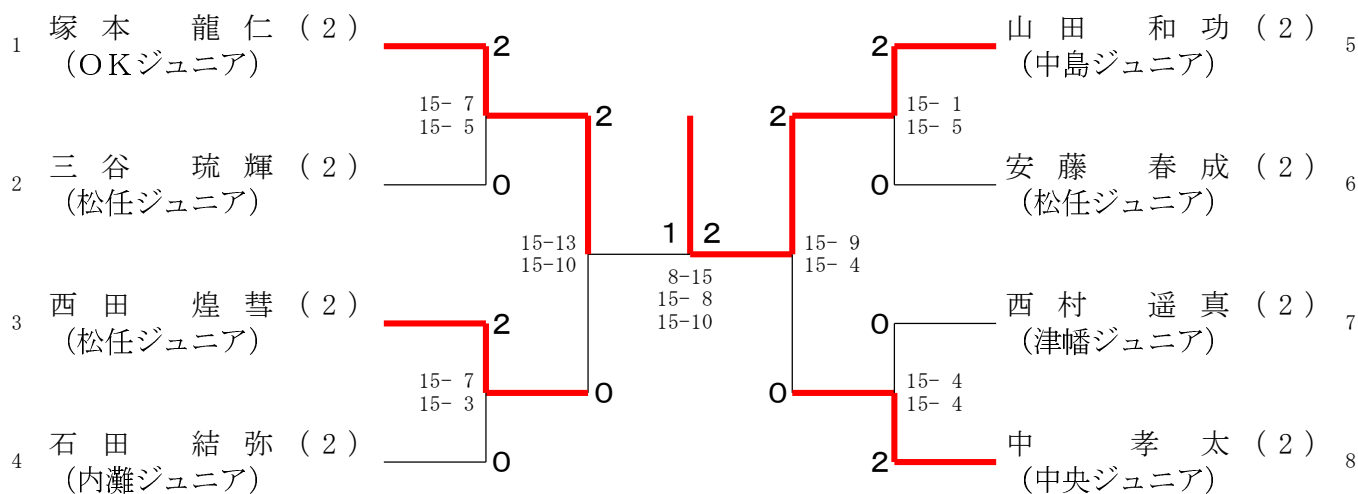 1 塚本 龍仁 (2)
(OKジュニア)
2
15- 7
15- 5
2
2 三谷 琉輝 (2)
(松任ジュニア)
0
15-13
15-10
3 西田 煌彗 (2)
(松任ジュニア)
2
15- 7
15- 3
0
4 石田 結弥 (2)
(内灘ジュニア)
0
1 2
8-15
15- 8
15-10
山田 和功 (2) 5
(中島ジュニア)
2
15- 1
15- 5
2
安藤 春成 (2) 6
(松任ジュニア)
0
15- 9
15- 4
西村 遥真 (2) 7
(津幡ジュニア)
0
15- 4
15- 4
0
中 孝太 (2) 8
(中央ジュニア)
2